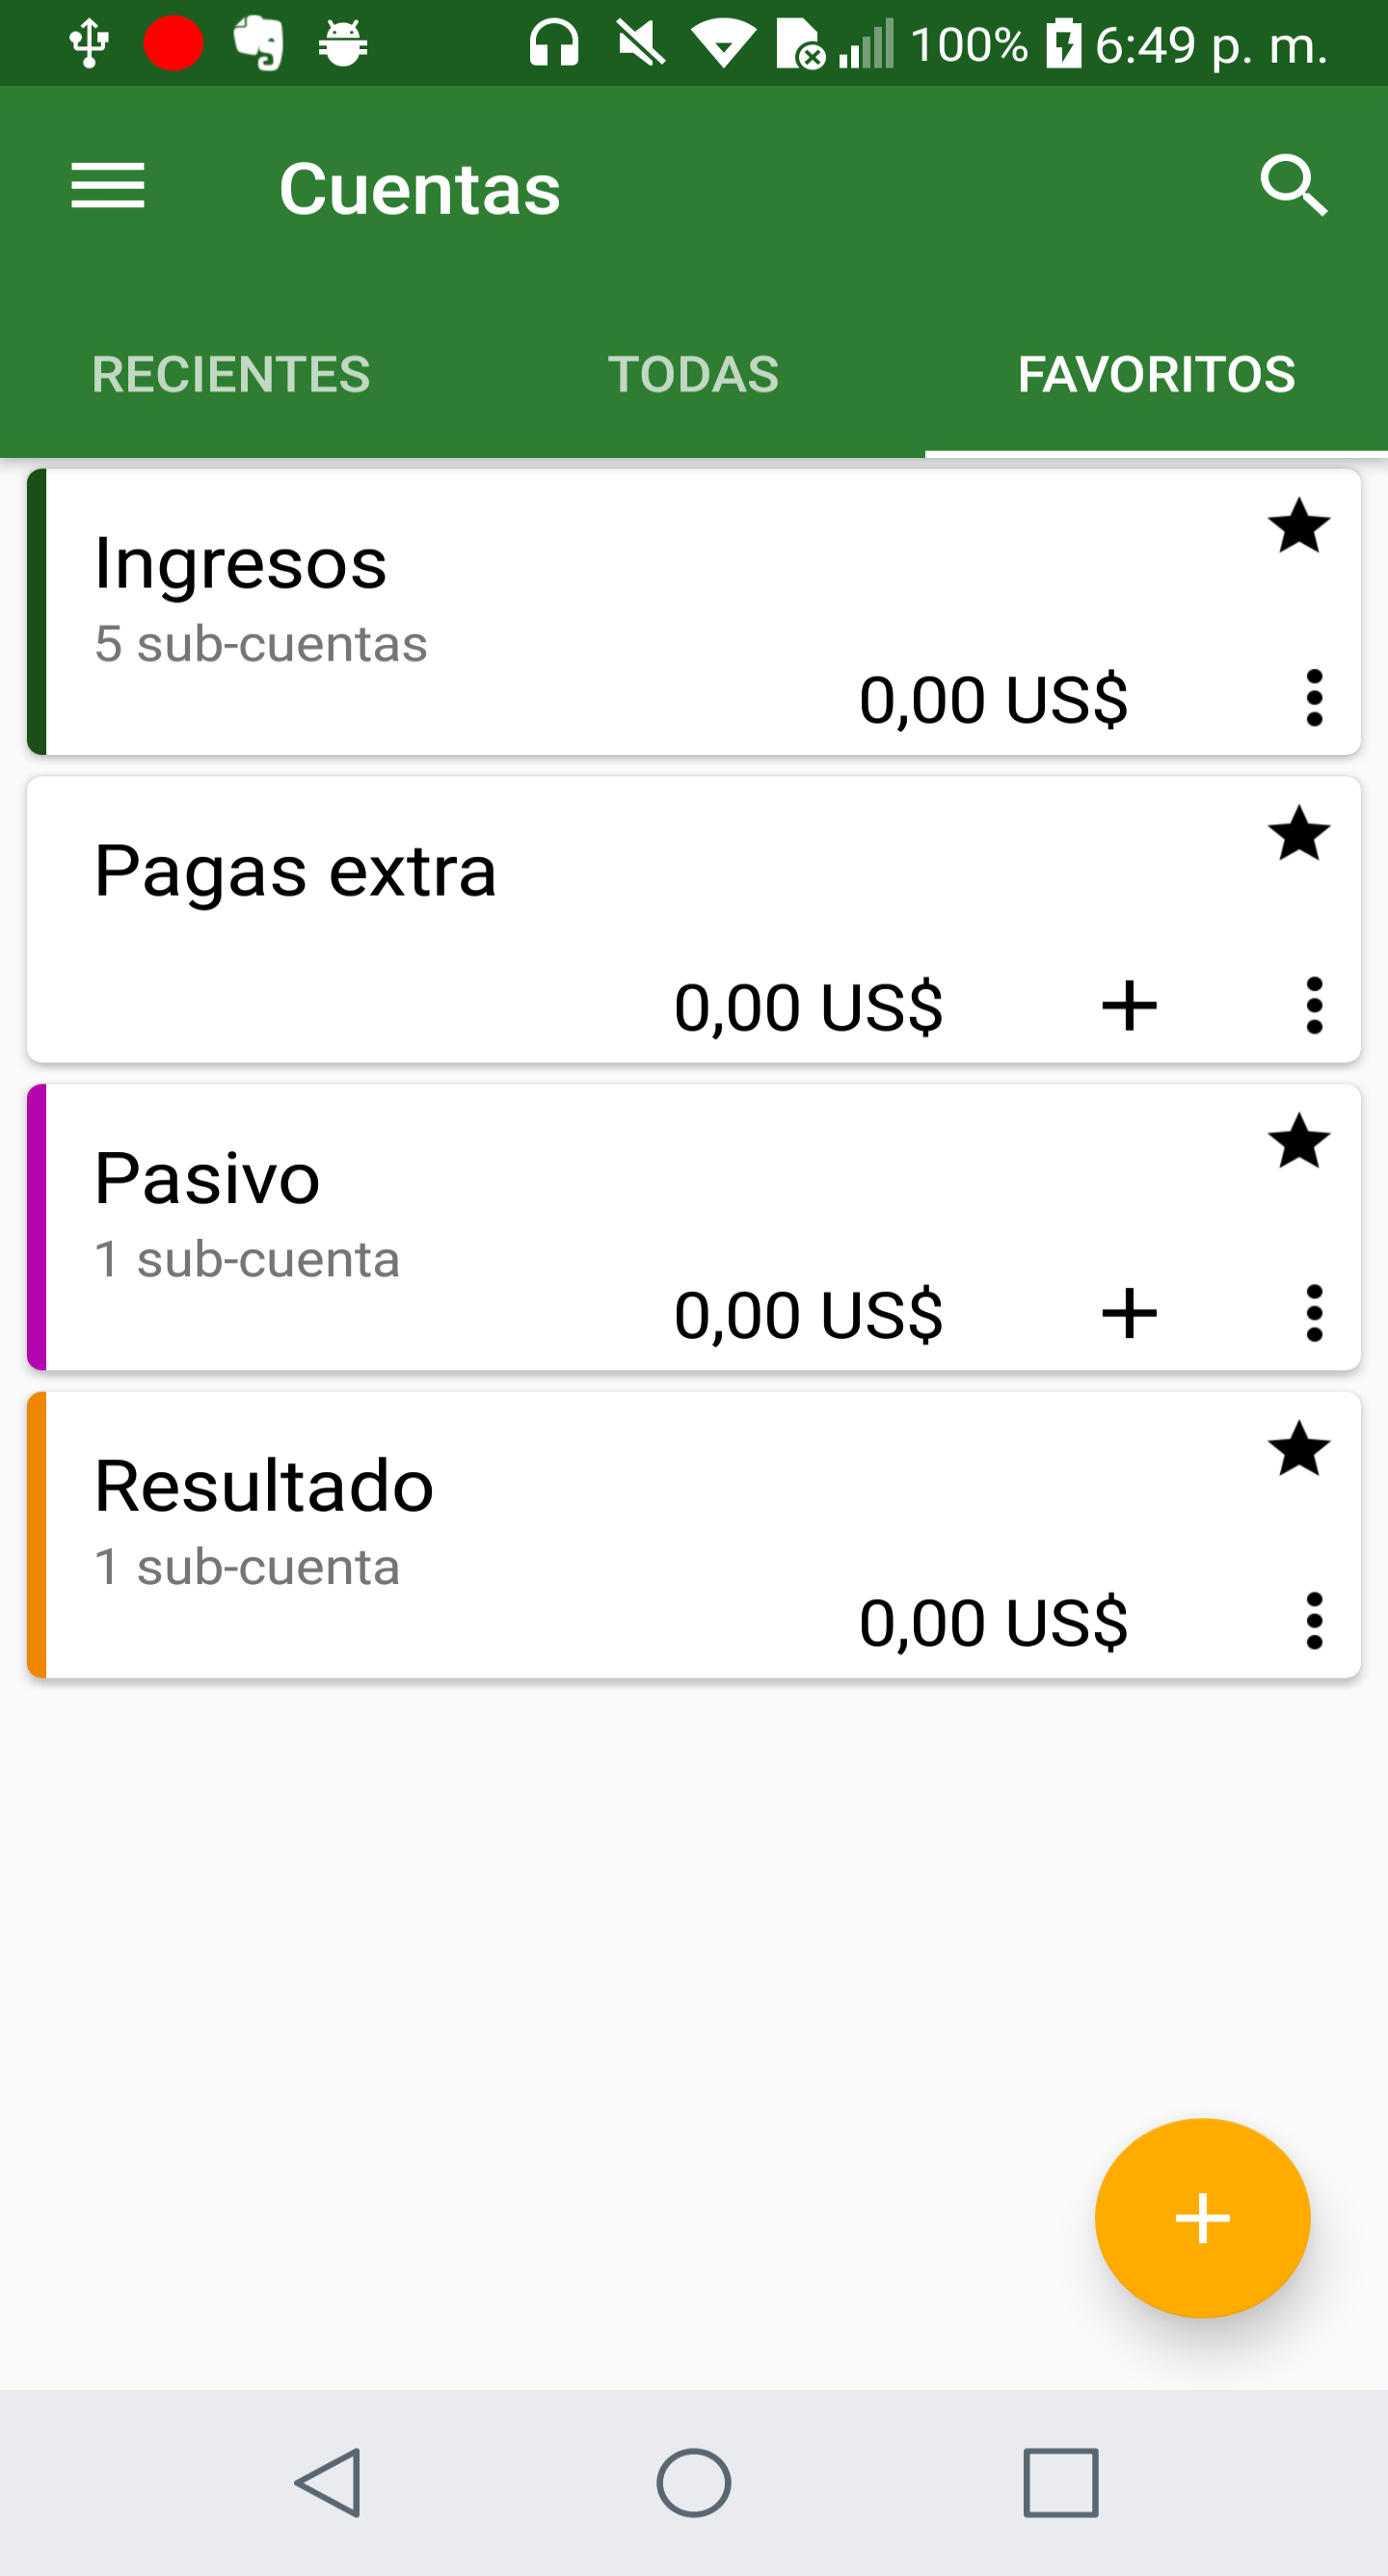 100% 6:49 p. m.
Cuentas
RECIENTES TODAS FAVORITOS
Ingresos
5 sub-cuentas
0,00 US$
Pagas extra
0,00 US$
Pasivo
1 sub-cuenta
0,00 US$
Resultado
1 sub-cuenta
0,00 US$